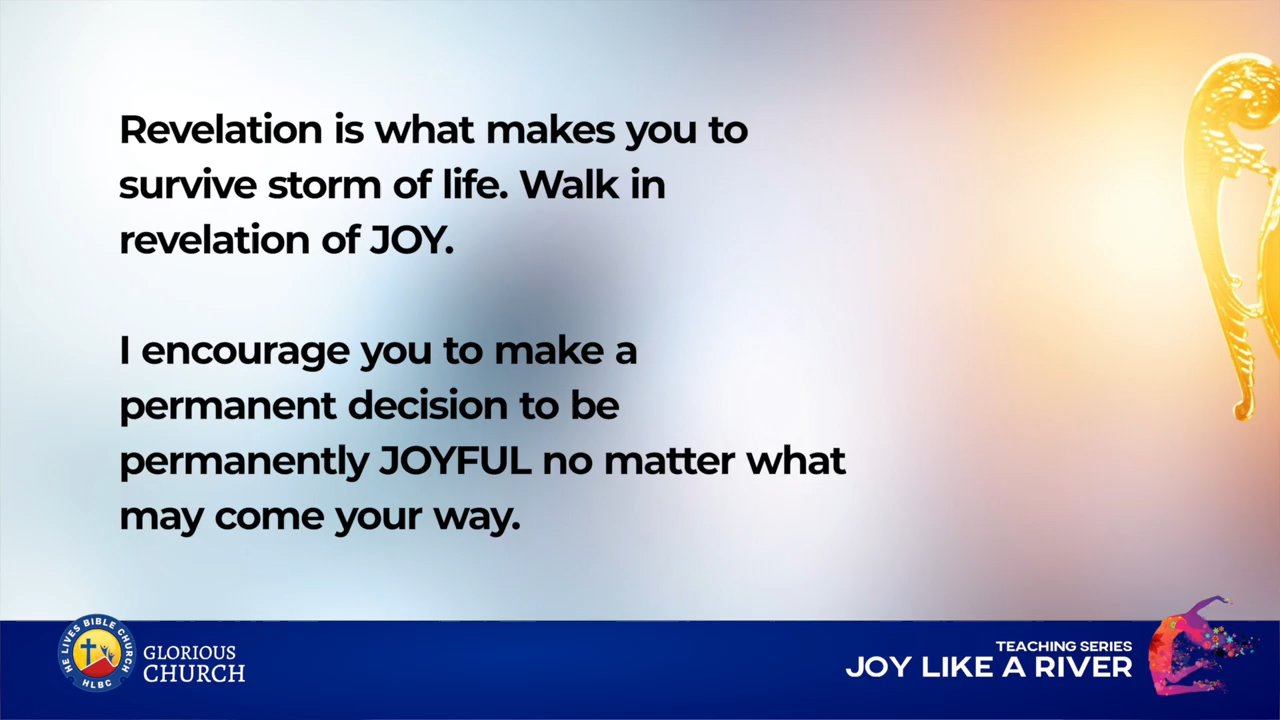 Revelation is what makes you to
survive storm of life. Walk in
revelation of JOY.
I encourage you to make a
permanent decision to be
permanently JOYFUL no matter what
may come your way.
HE LIVES BIBLE CHURCH
HLBC
GLORIOUS
CHURCH
TEACHING SERIES
JOY LIKE A RIVER